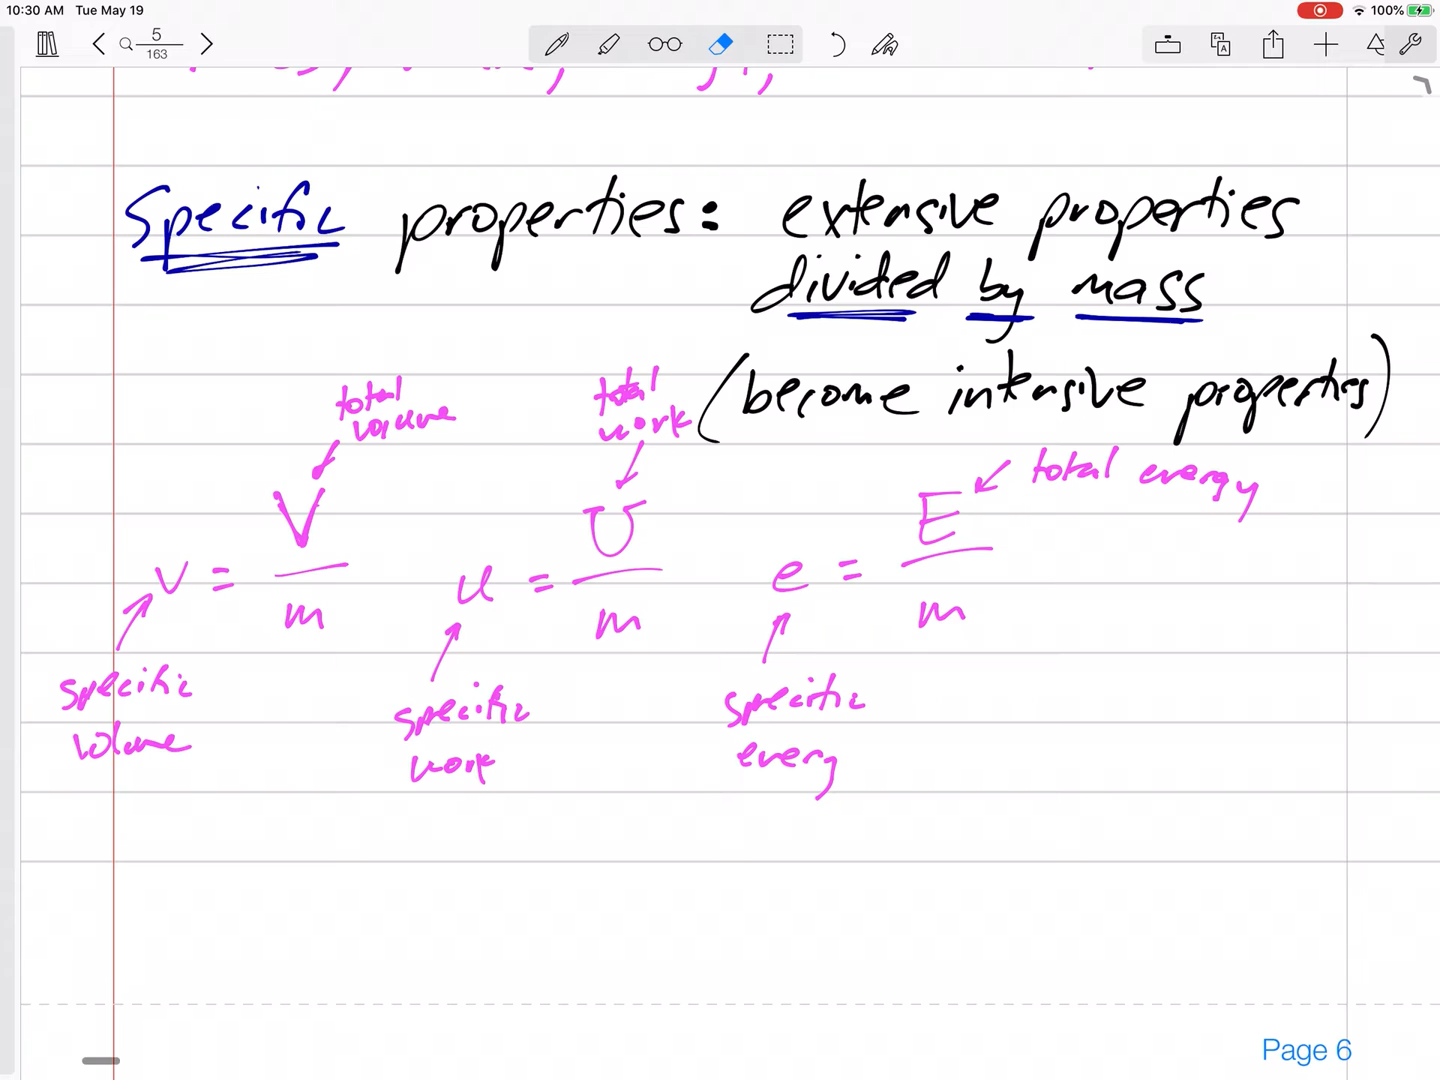 10:30 AM Tue May 19
100%
5
163
Specific properties: extensive properties
divided by mass
(become intensive properties)
total
volume
total
work
total energy
v = V/m
u = U/m
e = E/m
specific
volume
specific
work
specific
energy
Page 6